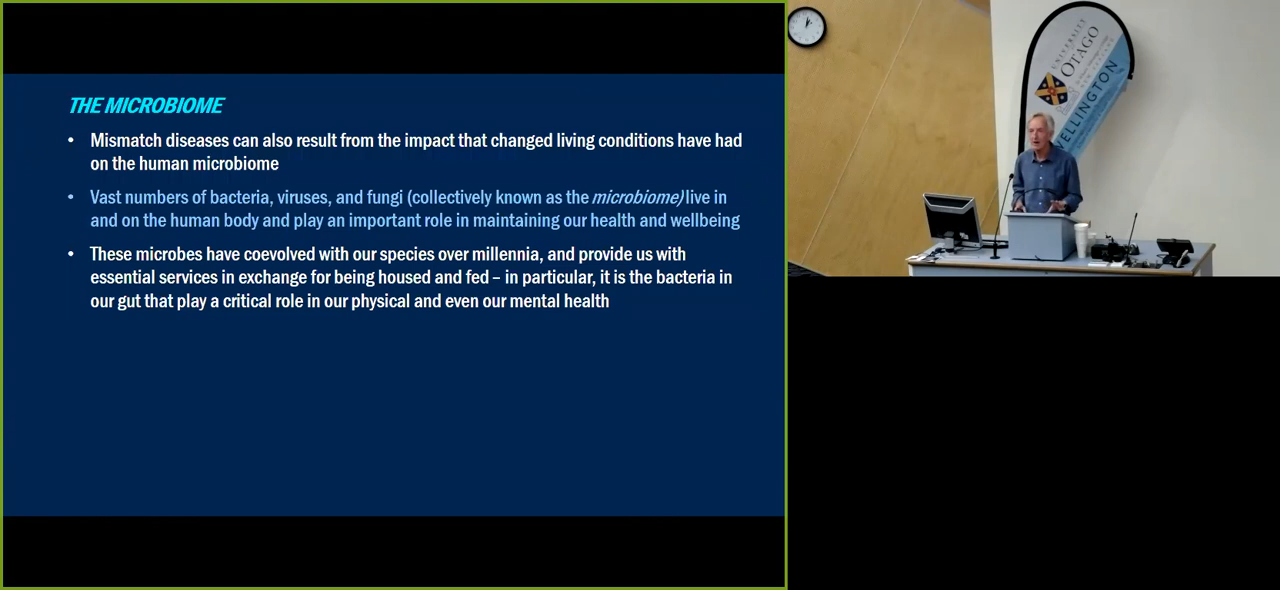 THE MICROBIOME
• Mismatch diseases can also result from the impact that changed living conditions have had
on the human microbiome
• Vast numbers of bacteria, viruses, and fungi (collectively known as the microbiome) live in
and on the human body and play an important role in maintaining our health and wellbeing
• These microbes have coevolved with our species over millennia, and provide us with
essential services in exchange for being housed and fed – in particular, it is the bacteria in
our gut that play a critical role in our physical and even our mental health
UNIVERSITY
OTAGO
WELLINGTON